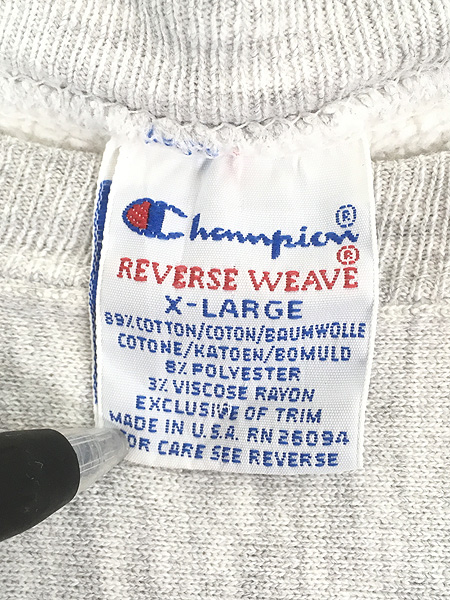 Champion®
REVERSE WEAVE®
X-LARGE
89% COTTON/COTON/BAUMWOLLE
COTONE/KATOEN/BOMULD
8% POLYESTER
3% VISCOSE RAYON
EXCLUSIVE OF TRIM
MADE IN U.S.A. RN 26094
FOR CARE SEE REVERSE